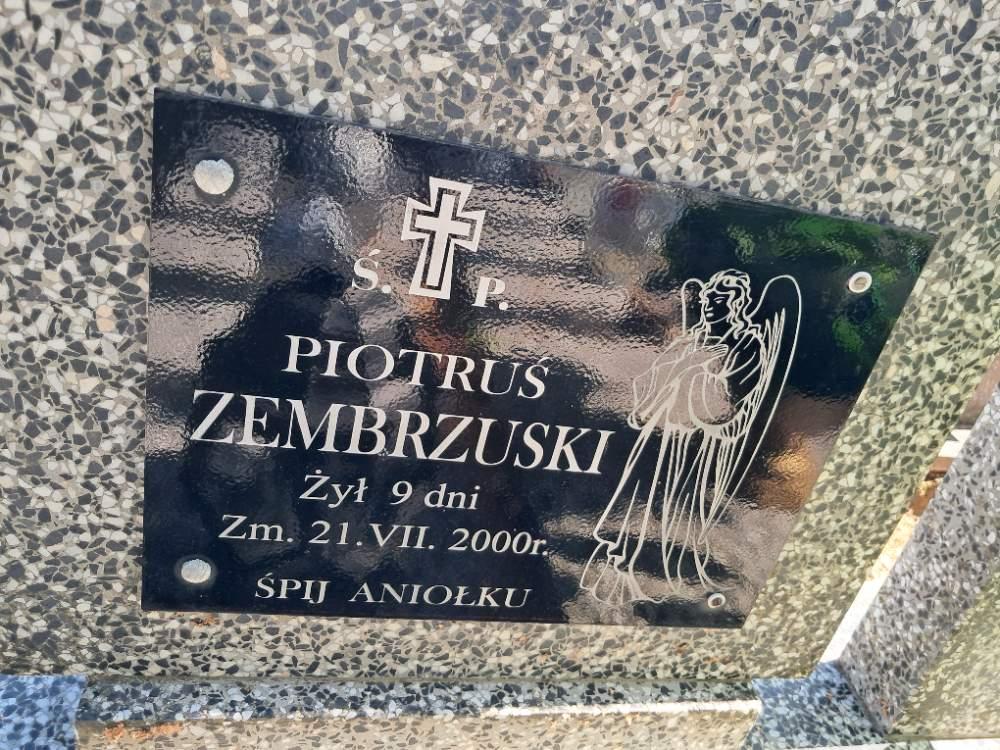 Ś. P.
PIOTRUŚ
ZEMBRZUSKI
Żył 9 dni
Zm. 21.VII. 2000r.
ŚPIJ ANIOŁKU